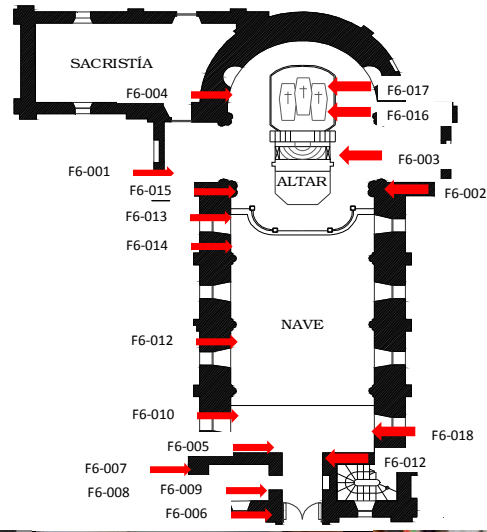 SACRISTÍA
F6-004
F6-017
F6-016
F6-003
F6-001
ALTAR
F6-015
F6-002
F6-013
F6-014
NAVE
F6-012
F6-010
F6-018
F6-005
F6-012
F6-007
F6-008
F6-009
F6-006